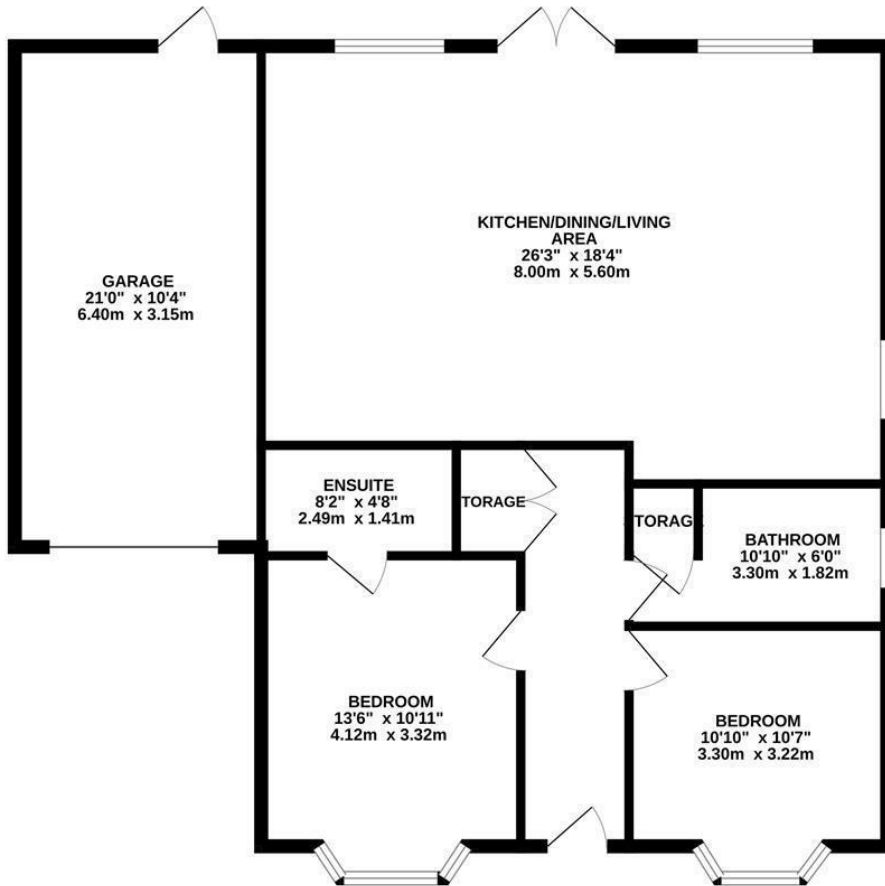 KITCHEN/DINING/LIVING
AREA
26'3" x 18'4"
8.00m x 5.60m
GARAGE
21'0" x 10'4"
6.40m x 3.15m
ENSUITE
8'2" x 4'8"
2.49m x 1.41m
TORAGE
TORAGE
BATHROOM
10'10" x 6'0"
3.30m x 1.82m
BEDROOM
13'6" x 10'11"
4.12m x 3.32m
BEDROOM
10'10" x 10'7"
3.30m x 3.22m